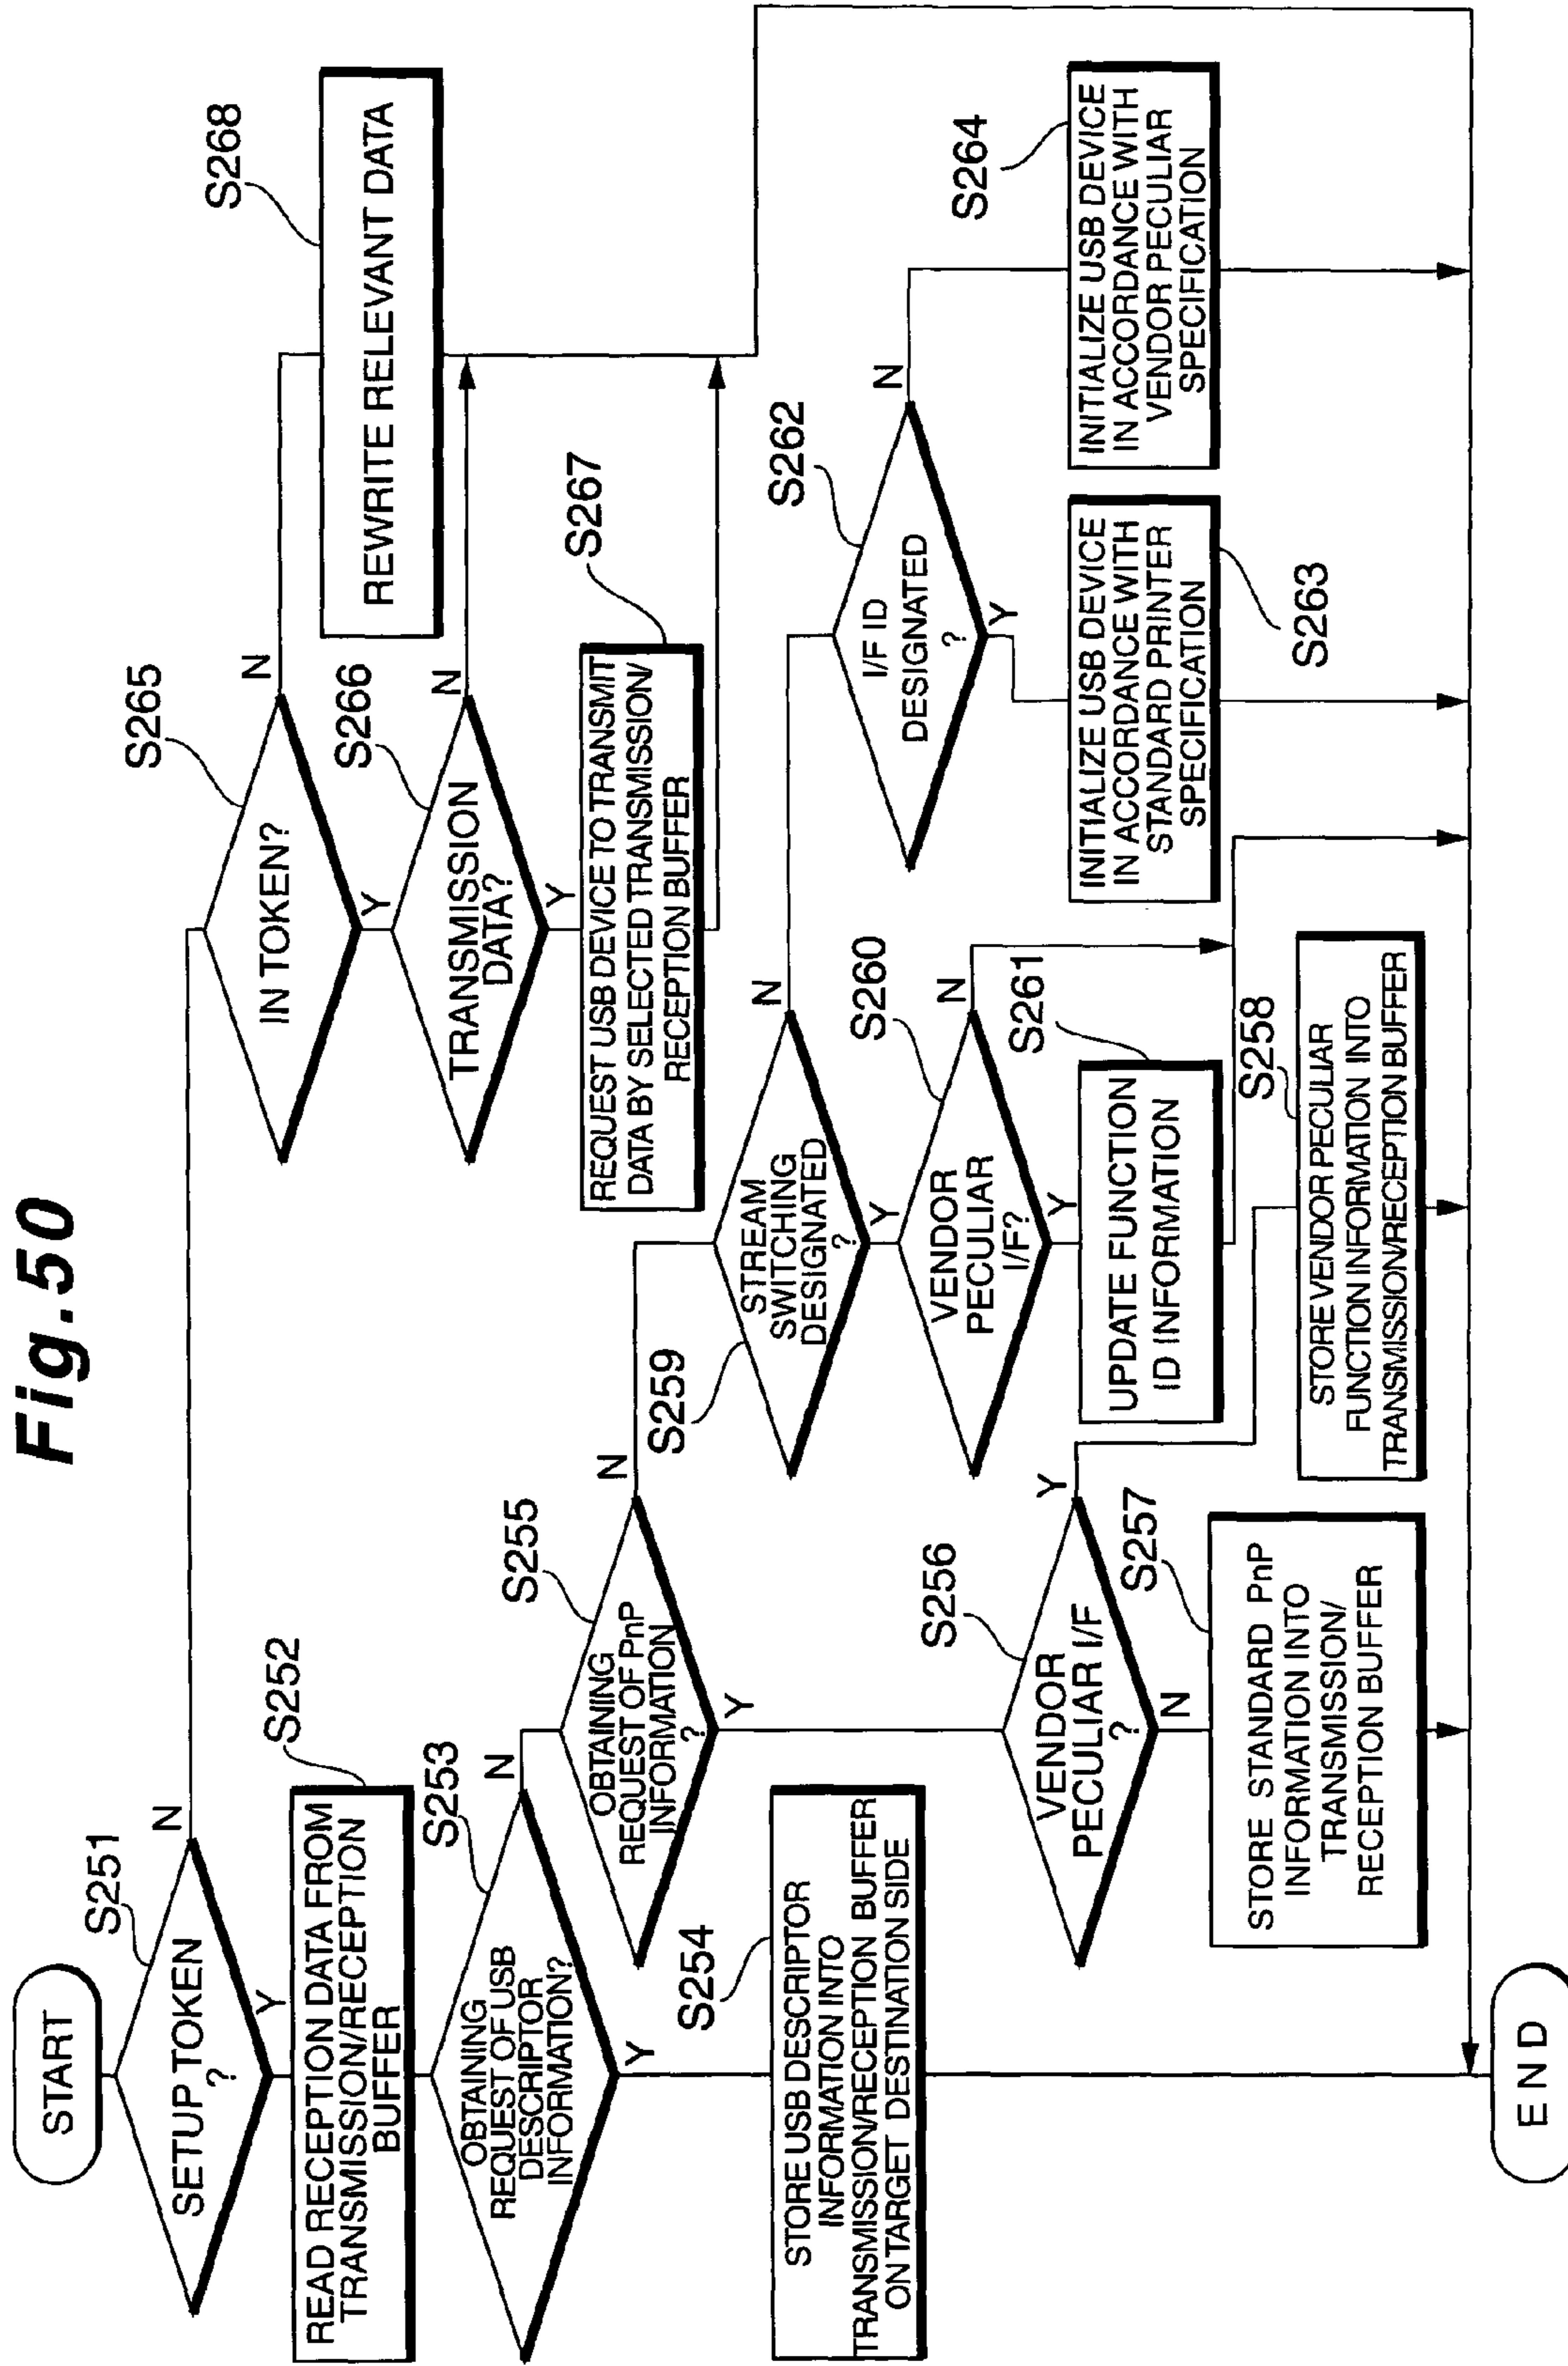 Fig.50
START
S251
SETUP TOKEN
?
N
Y
S252
READ RECEPTION DATA FROM
TRANSMISSION/RECEPTION
BUFFER
S253
OBTAINING
REQUEST OF USB
DESCRIPTOR
INFORMATION?
N
Y
S254
STORE USB DESCRIPTOR
INFORMATION INTO
TRANSMISSION/RECEPTION BUFFER
ON TARGET DESTINATION SIDE
S255
OBTAINING
REQUEST OF PnP
INFORMATION
?
N
Y
S256
VENDOR
PECULIAR I/F
?
Y
N
S257
STORE STANDARD PnP
INFORMATION INTO
TRANSMISSION/
RECEPTION BUFFER
S258
STORE VENDOR PECULIAR
FUNCTION INFORMATION INTO
TRANSMISSION/RECEPTION BUFFER
S259
STREAM
SWITCHING
DESIGNATED
?
N
Y
S260
VENDOR
PECULIAR
I/F?
N
Y
S261
UPDATE FUNCTION
ID INFORMATION
S262
I/F ID
DESIGNATED
?
N
Y
S263
INITIALIZE USB DEVICE
IN ACCORDANCE WITH
STANDARD PRINTER
SPECIFICATION
S264
INITIALIZE USB DEVICE
IN ACCORDANCE WITH
VENDOR PECULIAR
SPECIFICATION
S265
IN TOKEN?
N
Y
S266
TRANSMISSION
DATA?
N
Y
S267
REQUEST USB DEVICE TO TRANSMIT
DATA BY SELECTED TRANSMISSION/
RECEPTION BUFFER
S268
REWRITE RELEVANT DATA
END